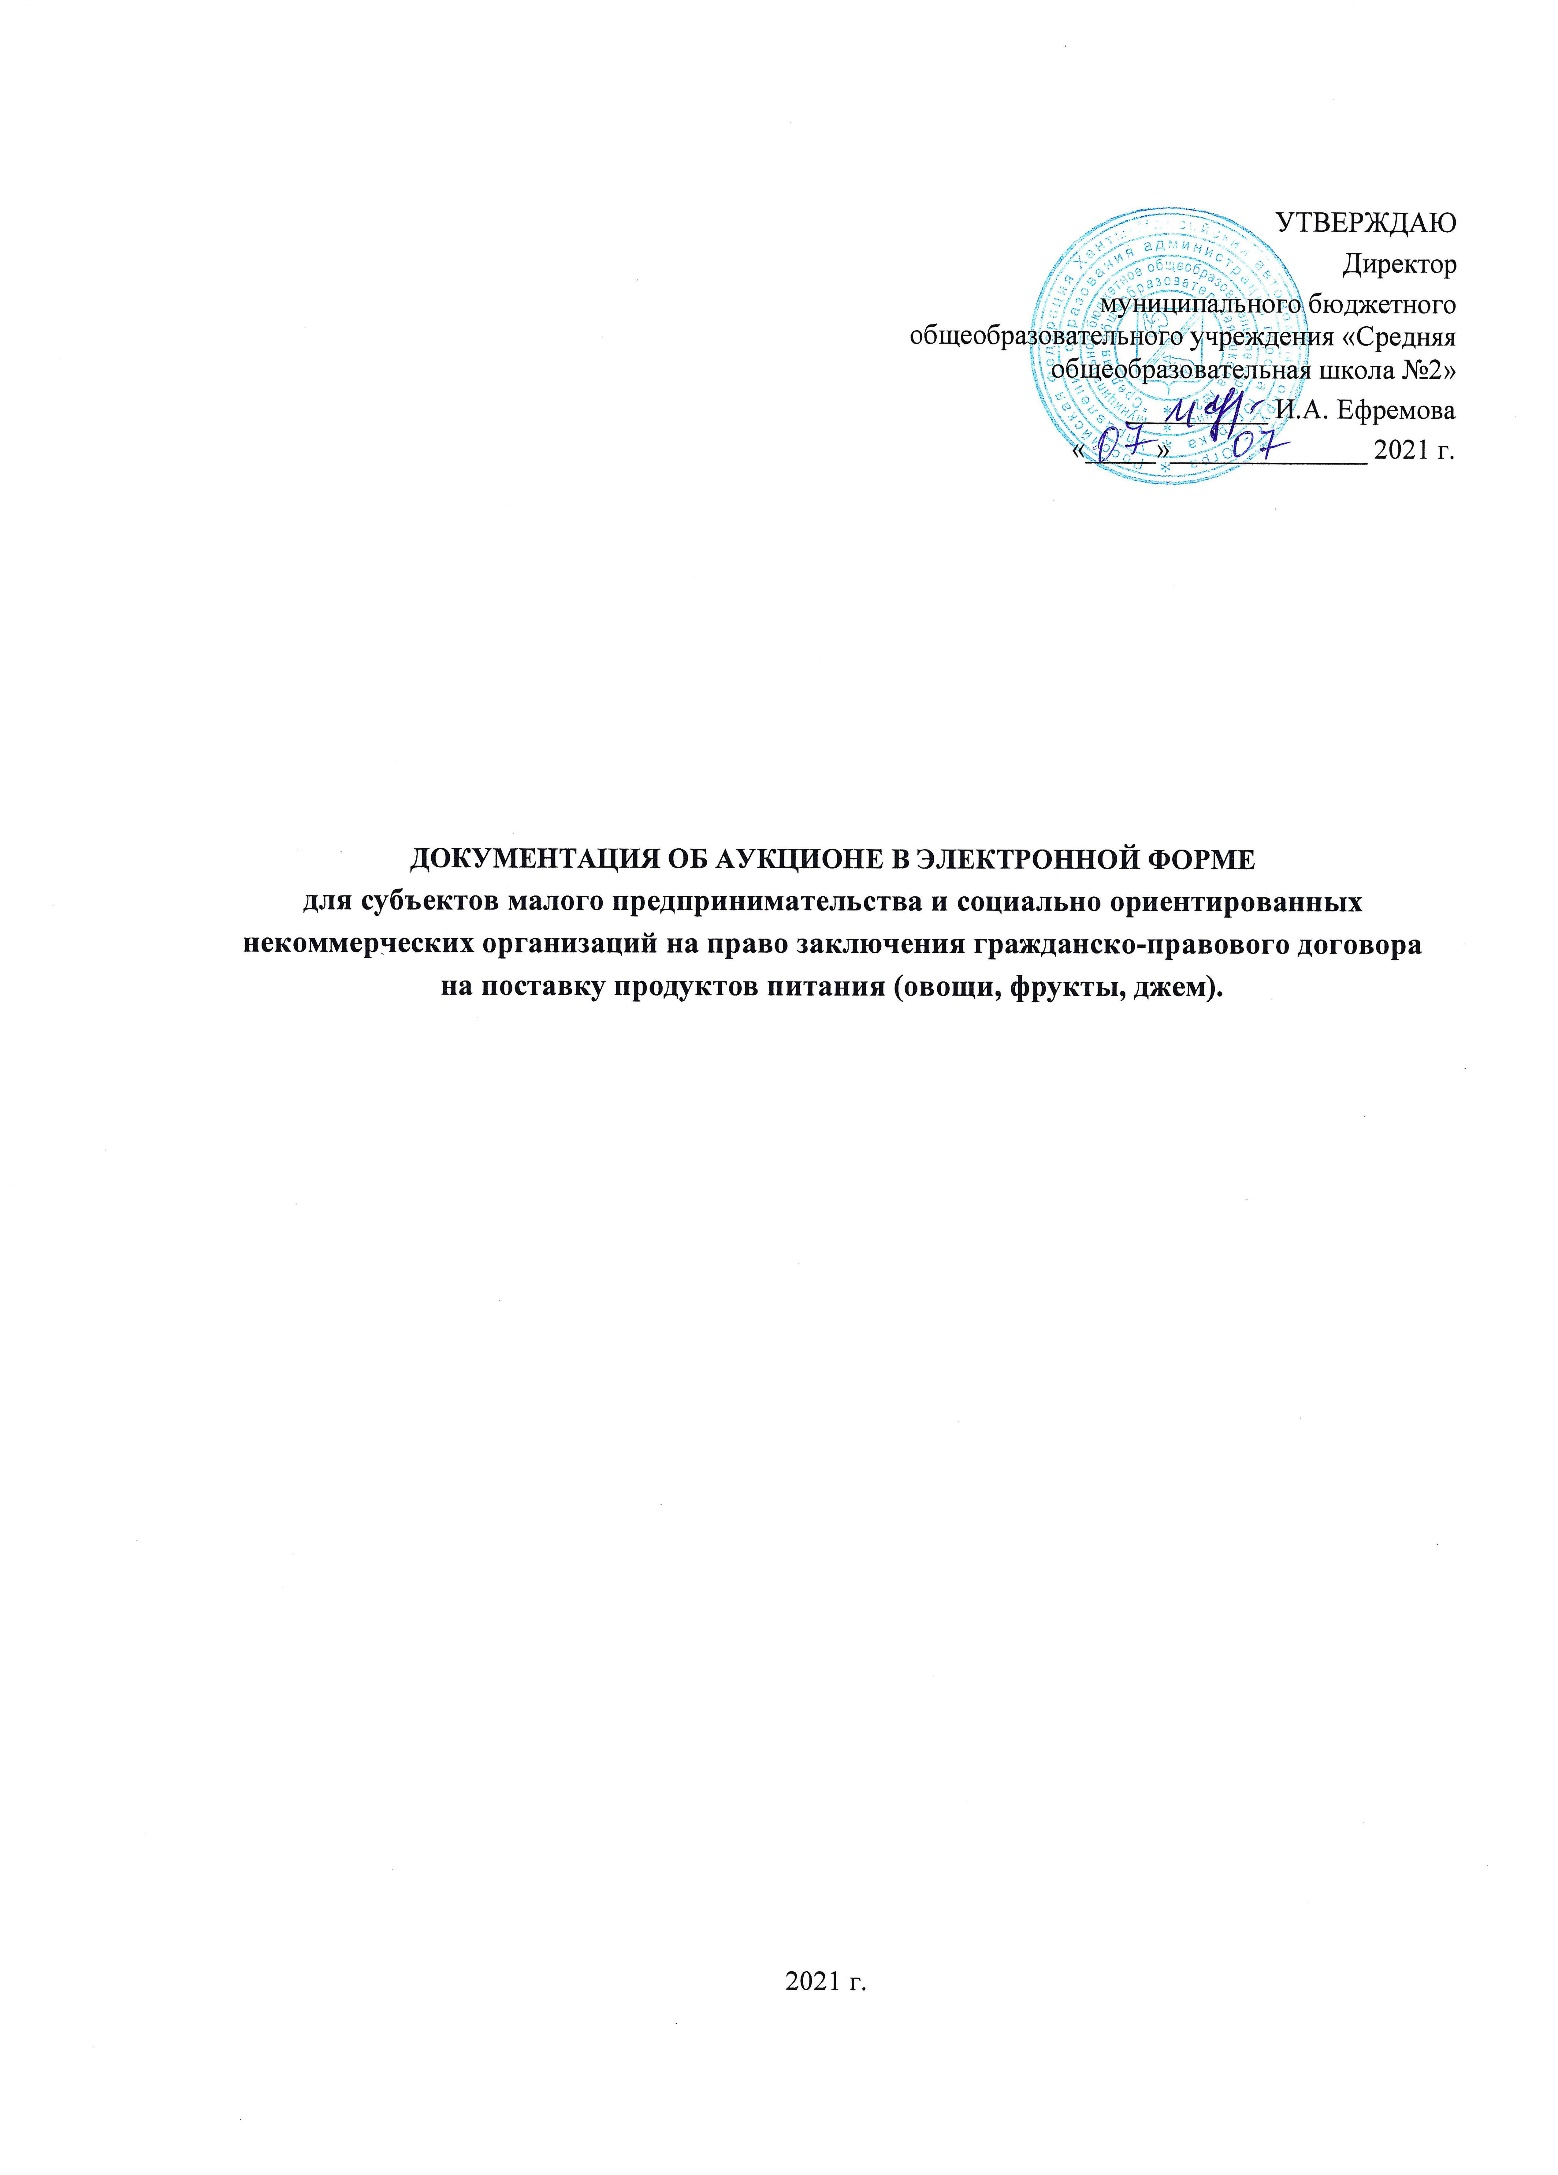 УТВЕРЖДАЮ
Директор
муниципального бюджетного
общеобразовательного учреждения «Средняя
общеобразовательная школа №2»
И.А. Ефремова
«07» 07 2021 г.
ДОКУМЕНТАЦИЯ ОБ АУКЦИОНЕ В ЭЛЕКТРОННОЙ ФОРМЕ
для субъектов малого предпринимательства и социально ориентированных
некоммерческих организаций на право заключения гражданско-правового договора
на поставку продуктов питания (овощи, фрукты, джем).
2021 г.